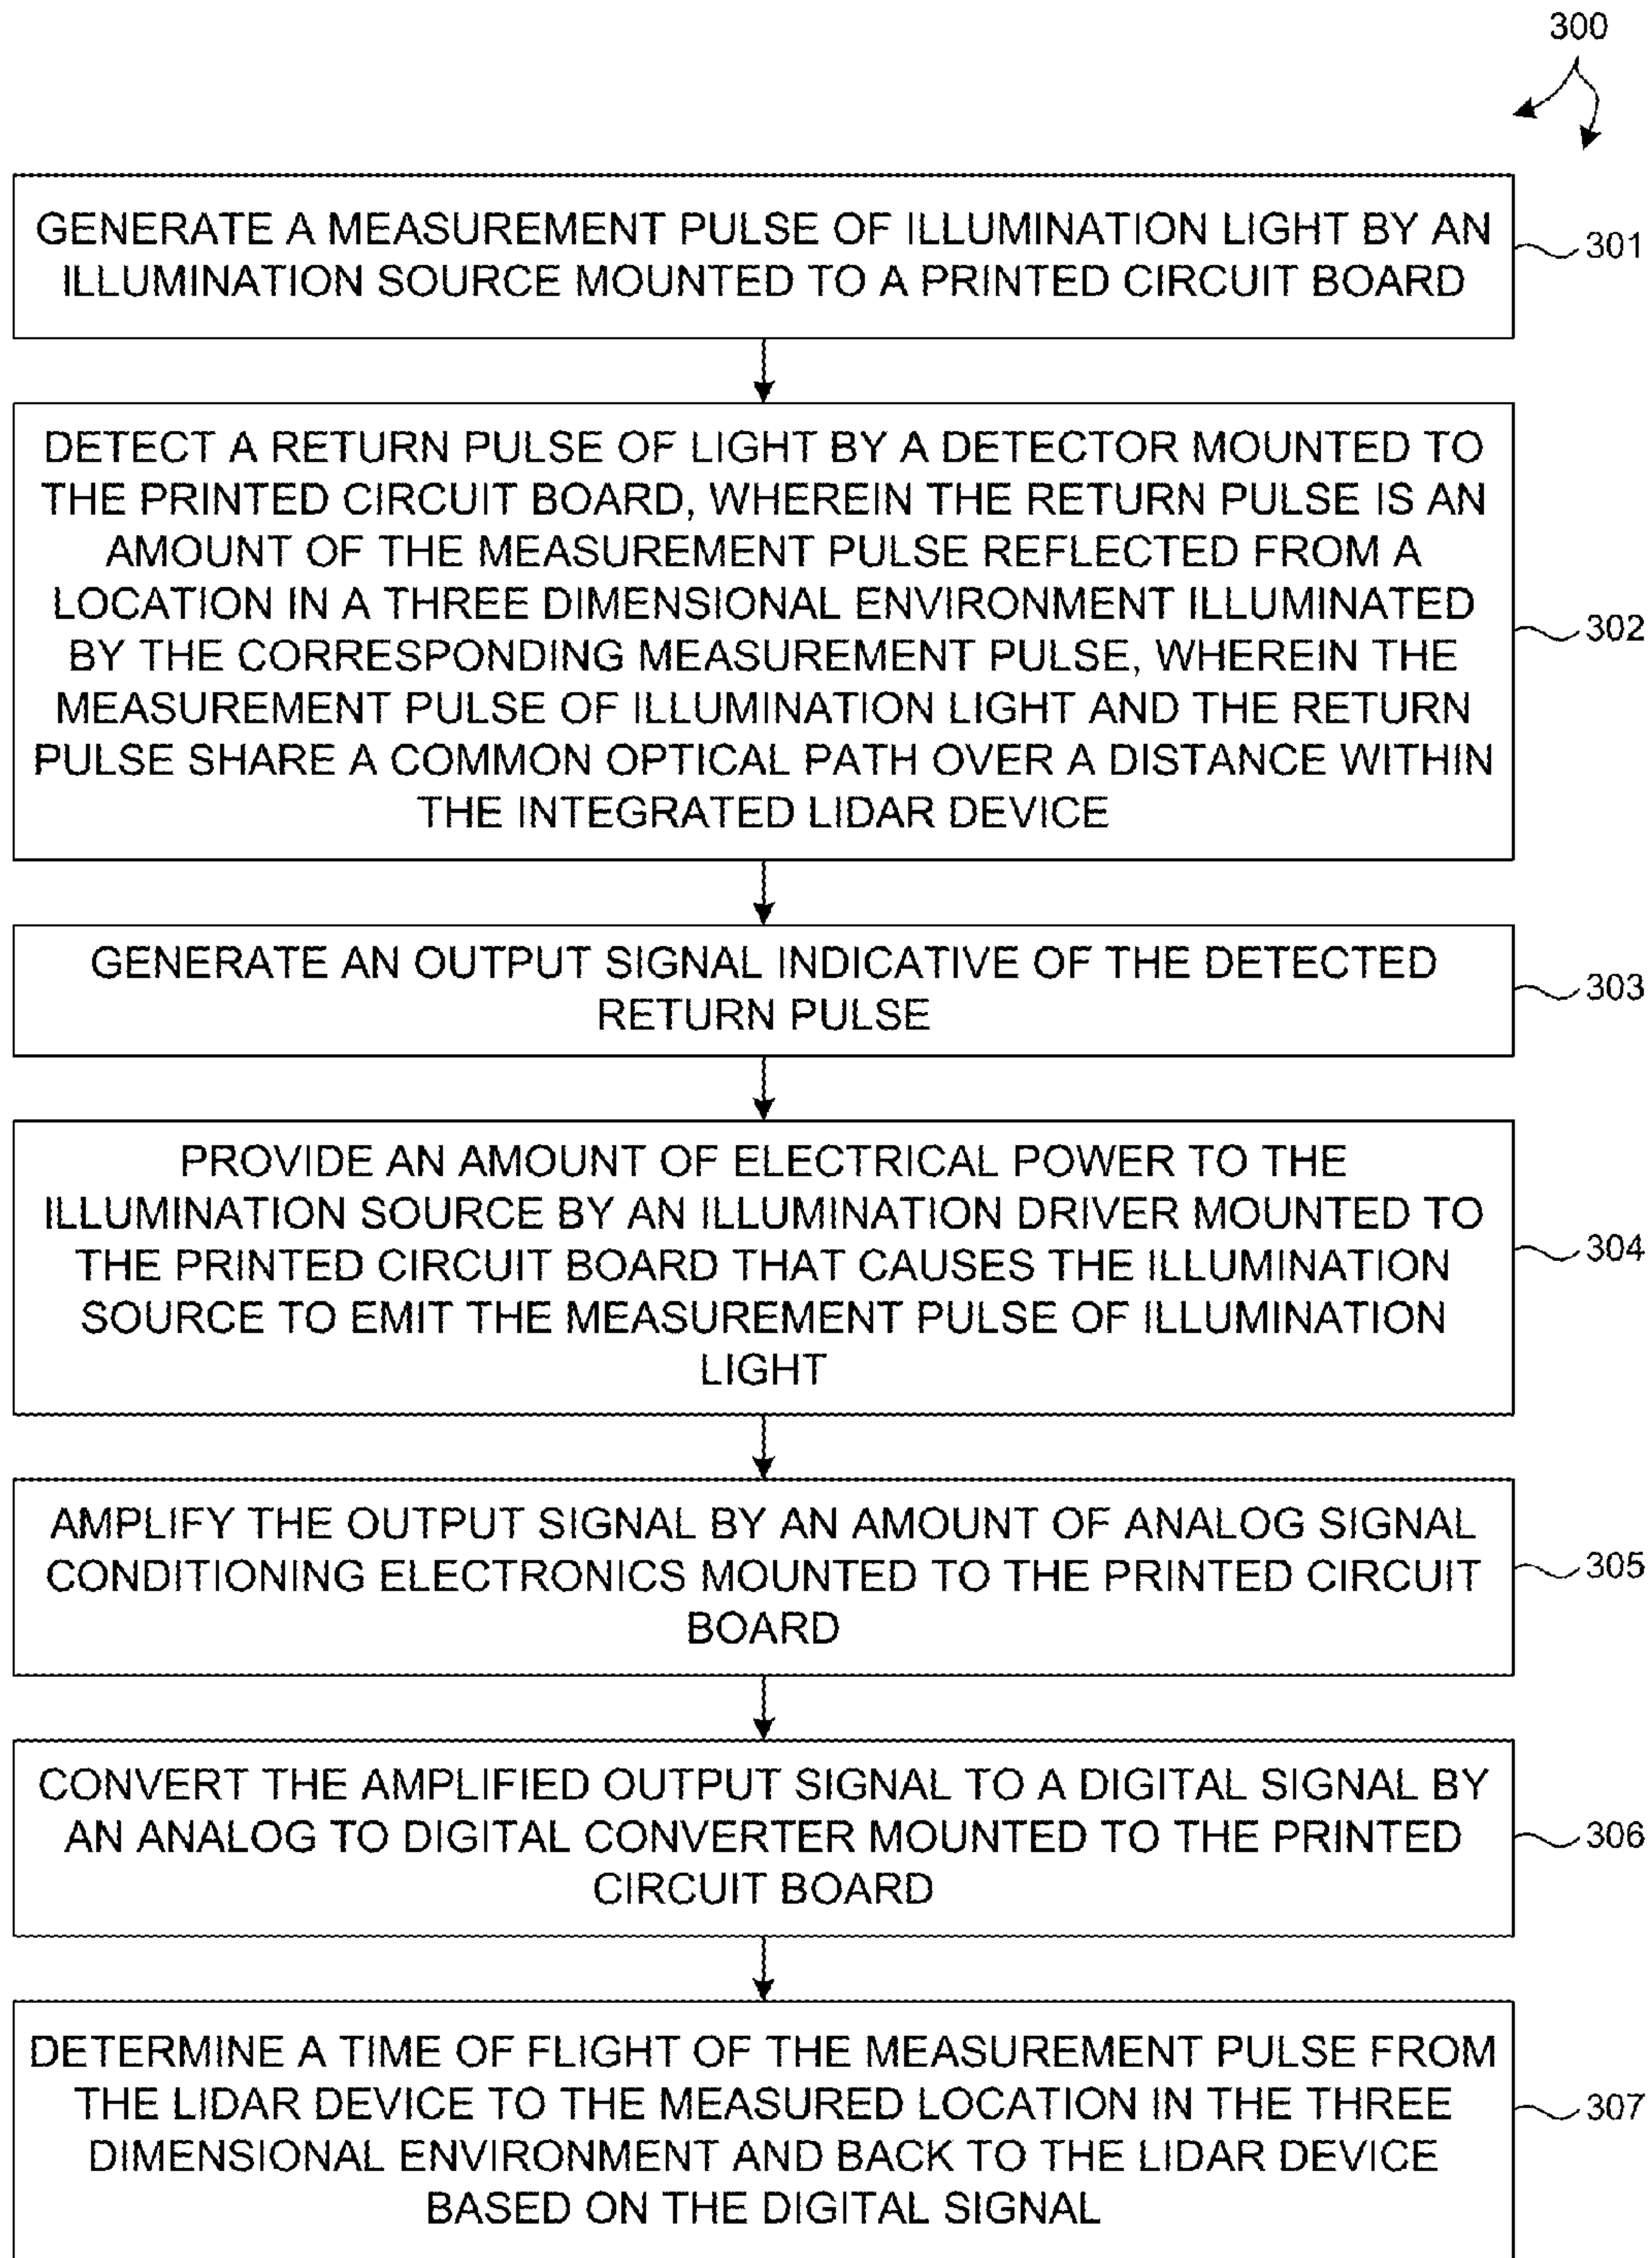 300
GENERATE A MEASUREMENT PULSE OF ILLUMINATION LIGHT BY AN
ILLUMINATION SOURCE MOUNTED TO A PRINTED CIRCUIT BOARD
301
DETECT A RETURN PULSE OF LIGHT BY A DETECTOR MOUNTED TO
THE PRINTED CIRCUIT BOARD, WHEREIN THE RETURN PULSE IS AN
AMOUNT OF THE MEASUREMENT PULSE REFLECTED FROM A
LOCATION IN A THREE DIMENSIONAL ENVIRONMENT ILLUMINATED
BY THE CORRESPONDING MEASUREMENT PULSE, WHEREIN THE
MEASUREMENT PULSE OF ILLUMINATION LIGHT AND THE RETURN
PULSE SHARE A COMMON OPTICAL PATH OVER A DISTANCE WITHIN
THE INTEGRATED LIDAR DEVICE
302
GENERATE AN OUTPUT SIGNAL INDICATIVE OF THE DETECTED
RETURN PULSE
303
PROVIDE AN AMOUNT OF ELECTRICAL POWER TO THE
ILLUMINATION SOURCE BY AN ILLUMINATION DRIVER MOUNTED TO
THE PRINTED CIRCUIT BOARD THAT CAUSES THE ILLUMINATION
SOURCE TO EMIT THE MEASUREMENT PULSE OF ILLUMINATION
LIGHT
304
AMPLIFY THE OUTPUT SIGNAL BY AN AMOUNT OF ANALOG SIGNAL
CONDITIONING ELECTRONICS MOUNTED TO THE PRINTED CIRCUIT
BOARD
305
CONVERT THE AMPLIFIED OUTPUT SIGNAL TO A DIGITAL SIGNAL BY
AN ANALOG TO DIGITAL CONVERTER MOUNTED TO THE PRINTED
CIRCUIT BOARD
306
DETERMINE A TIME OF FLIGHT OF THE MEASUREMENT PULSE FROM
THE LIDAR DEVICE TO THE MEASURED LOCATION IN THE THREE
DIMENSIONAL ENVIRONMENT AND BACK TO THE LIDAR DEVICE
BASED ON THE DIGITAL SIGNAL
307